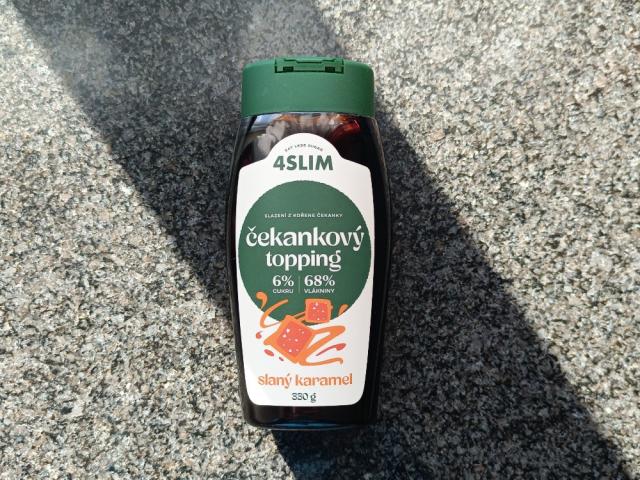 EAT LESS SUGAR
4SLIM
SLAZENÍ Z KOŘENE ČEKANKY
čekankový
topping
6% 68%
CUKRU VLÁKNINY
slaný karamel
330 g